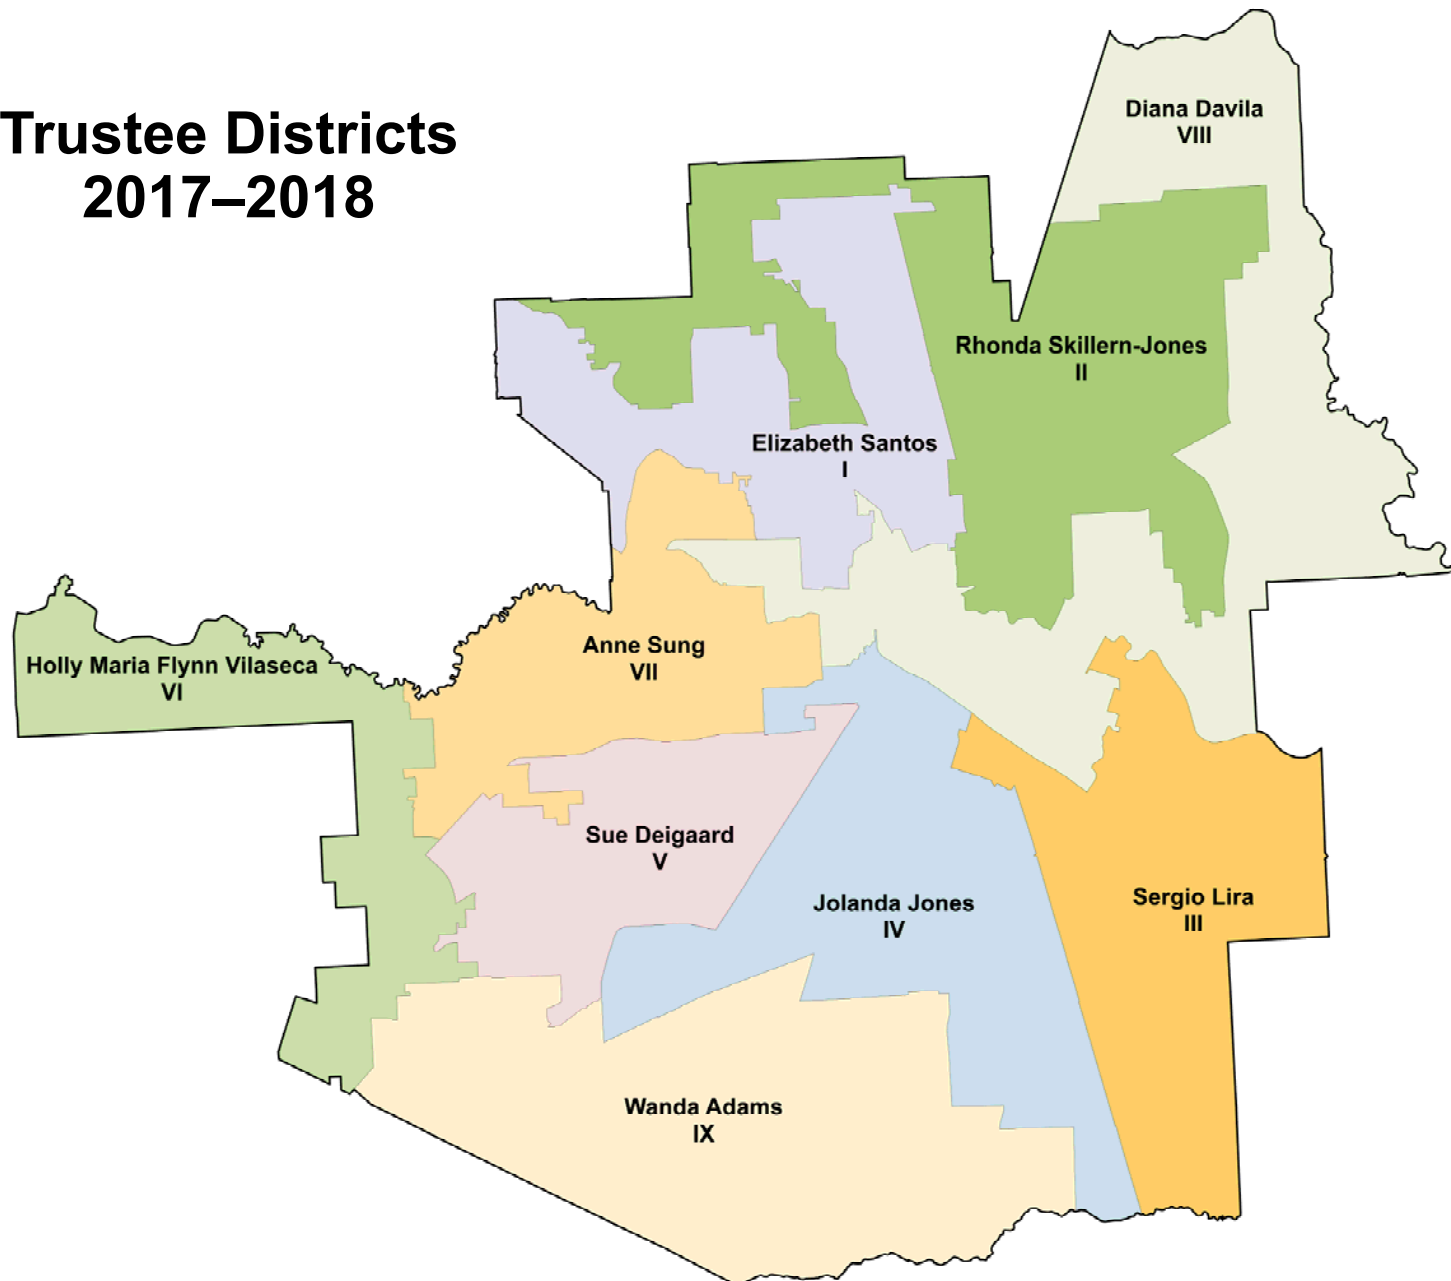 Trustee Districts
2017–2018
Diana Davila
VIII
Rhonda Skillern-Jones
II
Elizabeth Santos
I
Anne Sung
VII
Holly Maria Flynn Vilaseca
VI
Sue Deigaard
V
Jolanda Jones
IV
Sergio Lira
III
Wanda Adams
IX